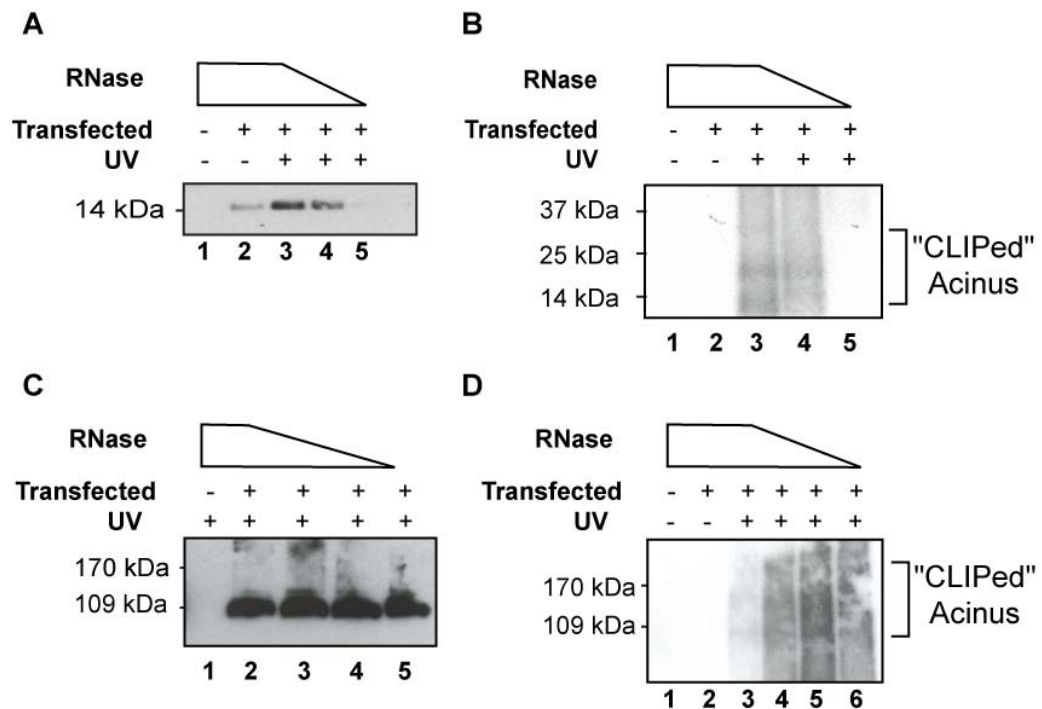 A
RNase
Transfected - + + + +
UV - - + + +
14 kDa
1 2 3 4 5
B
RNase
Transfected - + + + +
UV - - + + +
37 kDa
25 kDa
14 kDa
"CLIPed"
Acinus
1 2 3 4 5
C
RNase
Transfected - + + + +
UV + + + + +
170 kDa
109 kDa
1 2 3 4 5
D
RNase
Transfected - + + + + +
UV - - + + + +
170 kDa
109 kDa
"CLIPed"
Acinus
1 2 3 4 5 6